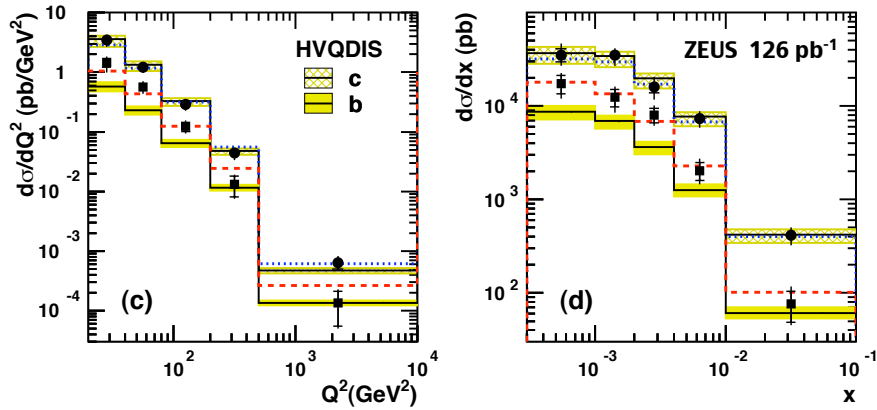 dσ/dQ² (pb/GeV²)
10
1
10⁻¹
10⁻²
10⁻³
10⁻⁴
HVQDIS
c
b
(c)
10²
10³
10⁴
Q²(GeV²)
dσ/dx (pb)
10⁵
10⁴
10³
10²
ZEUS 126 pb⁻¹
(d)
10⁻³
10⁻²
10⁻¹
x